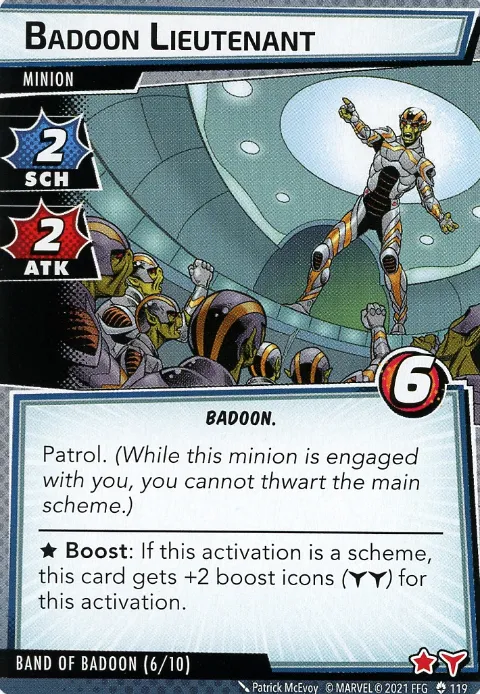 BADOON LIEUTENANT
MINION
2
SCH
2
ATK
6
BADOON.
Patrol. (While this minion is engaged
with you, you cannot thwart the main
scheme.)
★ Boost: If this activation is a scheme,
this card gets +2 boost icons () for
this activation.
BAND OF BADOON (6/10)
Patrick McEvoy © MARVEL © 2021 FFG 119